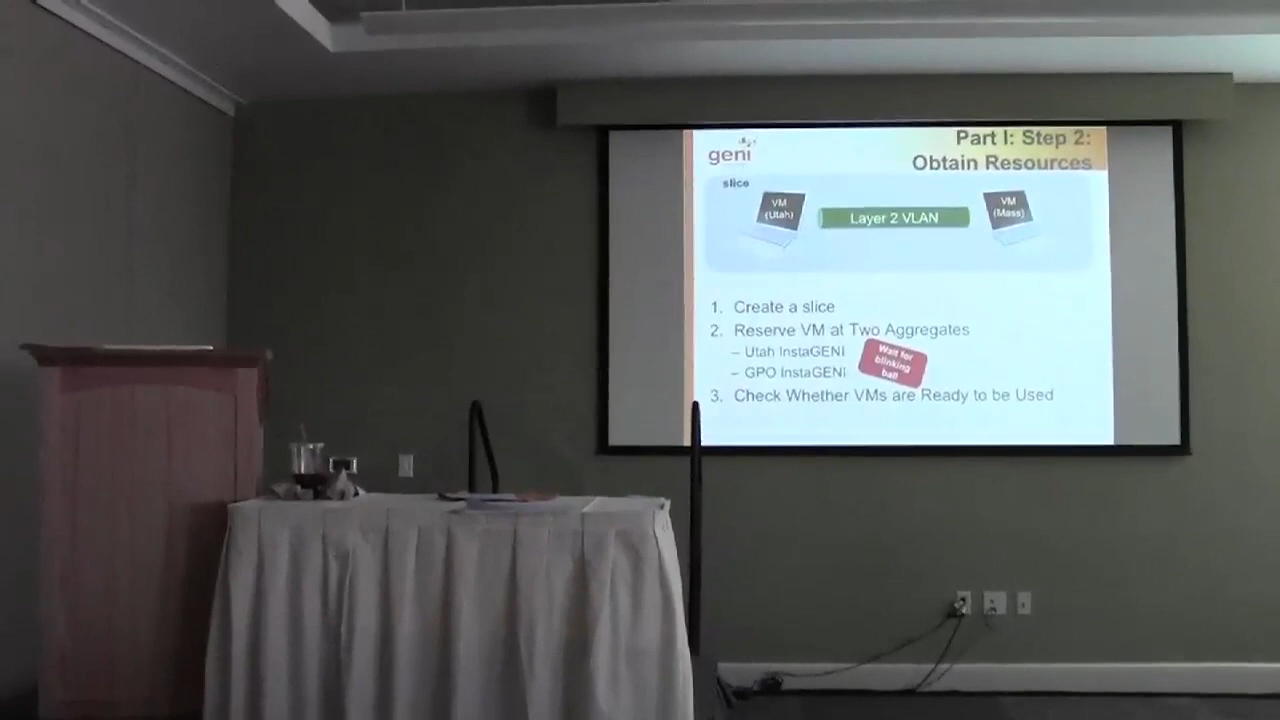 geni
Part I: Step 2:
Obtain Resources
slice
VM
(Utah)
Layer 2 VLAN
VM
(Mass)
1. Create a slice
2. Reserve VM at Two Aggregates
– Utah InstaGENI
– GPO InstaGENI
Wait for
blinking
ball
3. Check Whether VMs are Ready to be Used